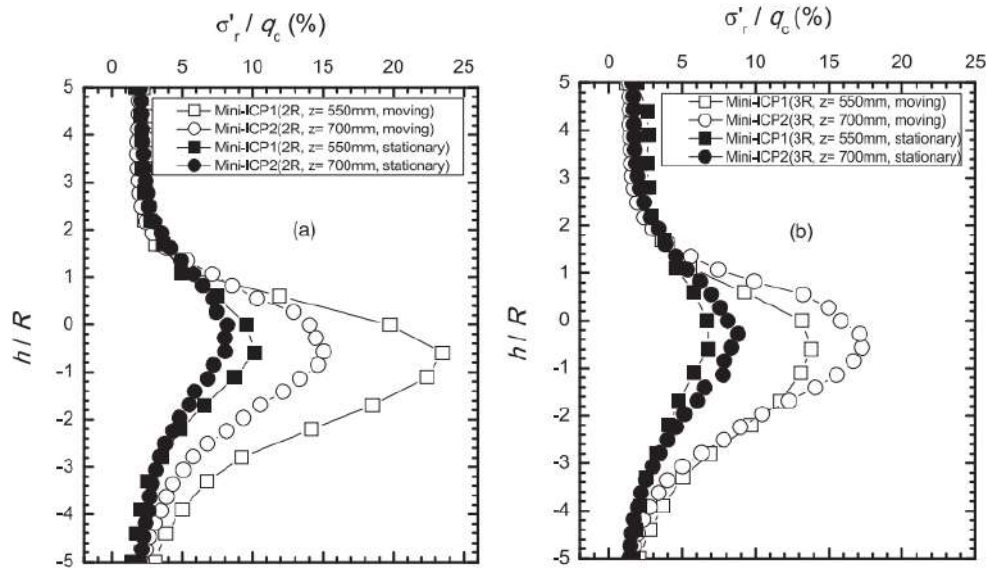 σ'r / qc (%)
0 5 10 15 20 25
5
4
3
2
1
0
-1
-2
-3
-4
-5
h / R
Mini-ICP1(2R, z= 550mm, moving)
Mini-ICP2(2R, z= 700mm, moving)
Mini-ICP1(2R, z= 550mm, stationary)
Mini-ICP2(2R, z= 700mm, stationary)
(a)
σ'r / qc (%)
0 5 10 15 20 25
5
4
3
2
1
0
-1
-2
-3
-4
-5
h / R
Mini-ICP1(3R, z= 550mm, moving)
Mini-ICP2(3R, z= 700mm, moving)
Mini-ICP1(3R, z= 550mm, stationary)
Mini-ICP2(3R, z= 700mm, stationary)
(b)